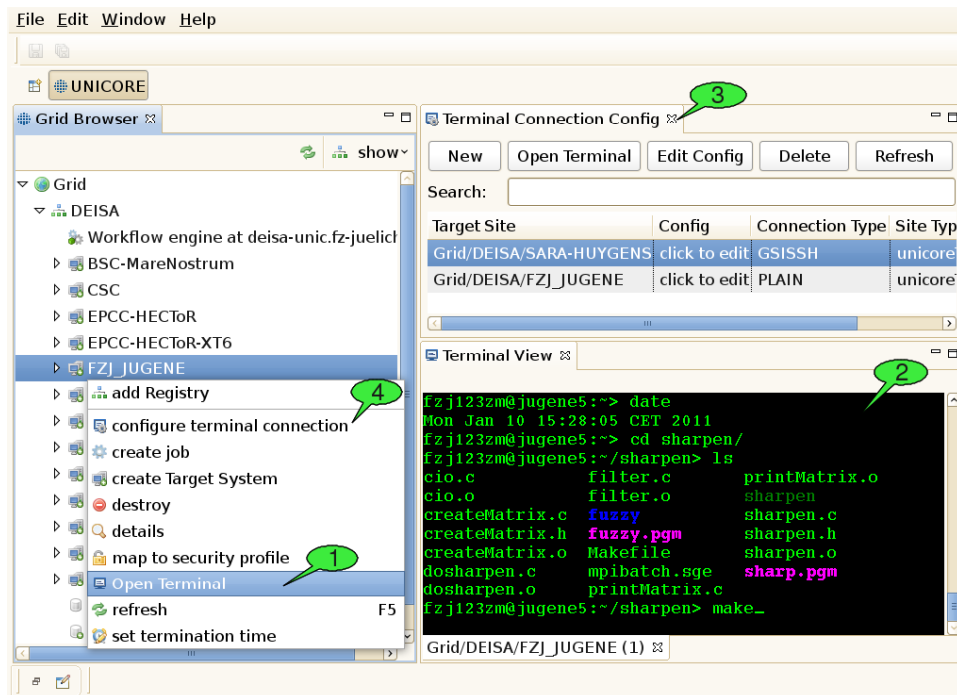 File Edit Window Help
UNICORE
Grid Browser
show
Grid
DEISA
Workflow engine at deisa-unic.fz-juelich
BSC-MareNostrum
CSC
EPCC-HECToR
EPCC-HECToR-XT6
FZJ_JUGENE
add Registry
4
configure terminal connection
create job
create Target System
destroy
details
map to security profile
1
Open Terminal
refresh F5
set termination time
3
Terminal Connection Config
New Open Terminal Edit Config Delete Refresh
Search:
Target Site Config Connection Type Site Typ
Grid/DEISA/SARA-HUYGENS click to edit GSISSH unicore
Grid/DEISA/FZJ_JUGENE click to edit PLAIN unicore
Terminal View
2
fzj123zm@jugene5:~> date
Mon Jan 10 15:28:05 CET 2011
fzj123zm@jugene5:~> cd sharpen/
fzj123zm@jugene5:~/sharpen> ls
cio.c filter.c printMatrix.o
cio.o filter.o sharpen
createMatrix.c fuzzy sharpen.c
createMatrix.h fuzzy.pgm sharpen.h
createMatrix.o Makefile sharpen.o
dosharpen.c mpibatch.sge sharp.pgm
dosharpen.o printMatrix.c
fzj123zm@jugene5:~/sharpen> make_
Grid/DEISA/FZJ_JUGENE (1)